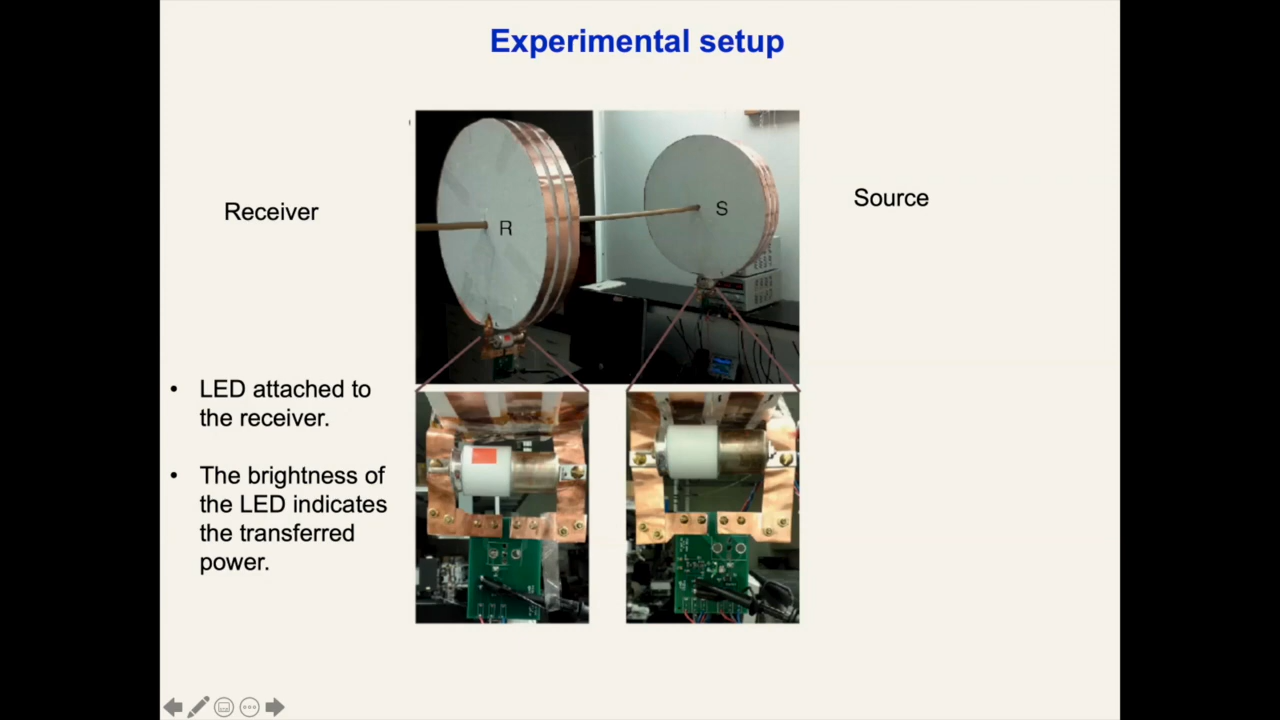 Experimental setup
Receiver
R
S
Source
• LED attached to
the receiver.
• The brightness of
the LED indicates
the transferred
power.